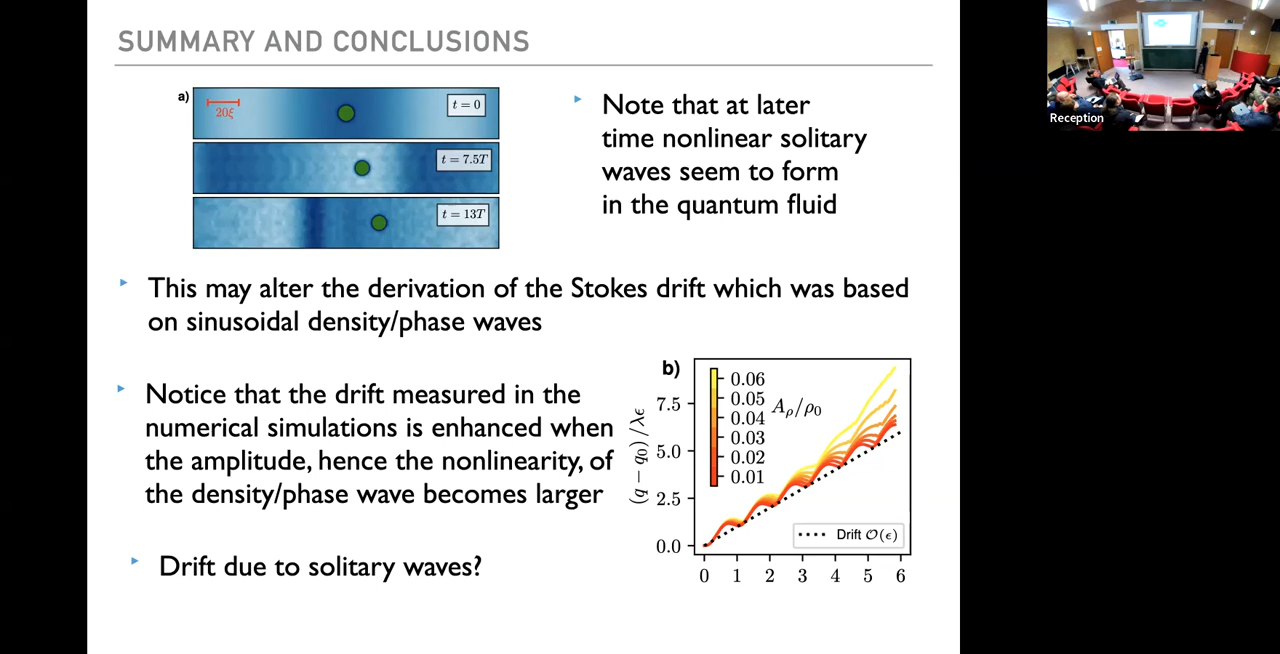 SUMMARY AND CONCLUSIONS
a)
20ξ
t = 0
t = 7.5T
t = 13T
Note that at later
time nonlinear solitary
waves seem to form
in the quantum fluid
Reception
This may alter the derivation of the Stokes drift which was based
on sinusoidal density/phase waves
Notice that the drift measured in the
numerical simulations is enhanced when
the amplitude, hence the nonlinearity, of
the density/phase wave becomes larger
Drift due to solitary waves?
b)
(q − q₀)/λϵ
7.5
5.0
2.5
0.0
0.06
0.05
0.04
0.03
0.02
0.01
Aρ/ρ₀
Drift 𝒪(ϵ)
0 1 2 3 4 5 6